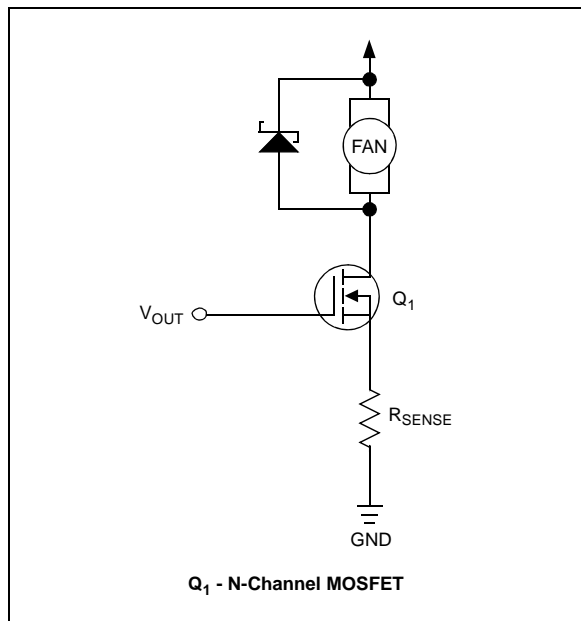 FAN
Q1
VOUT
RSENSE
GND
Q1 - N-Channel MOSFET